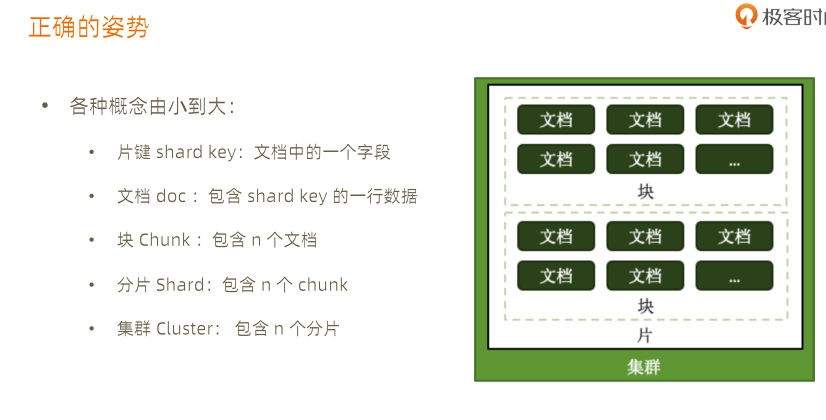 正确的姿势
极客时
• 各种概念由小到大：
• 片键 shard key：文档中的一个字段
• 文档 doc ：包含 shard key 的一行数据
• 块 Chunk ：包含 n 个文档
• 分片 Shard：包含 n 个 chunk
• 集群 Cluster： 包含 n 个分片
文档 文档 文档
文档 文档 ...
块
文档 文档 文档
文档 文档 ...
块
片
集群